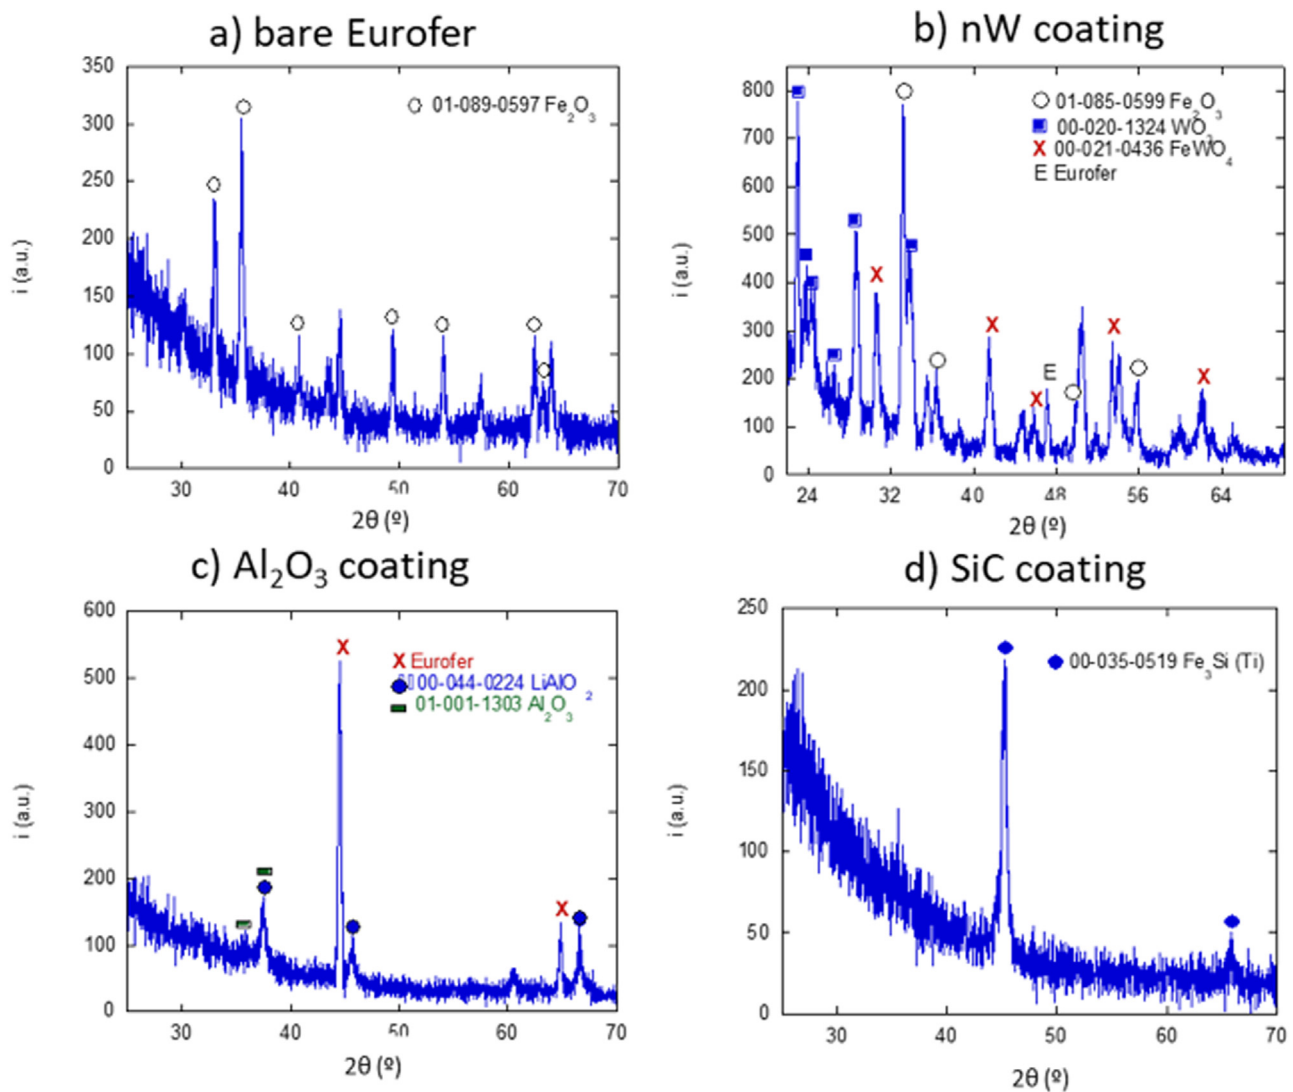 a) bare Eurofer
350
300
250
200
150
100
50
0
i (a.u.)
01-089-0597 Fe2O3
30 40 50 60 70
2θ (º)
b) nW coating
800
700
600
500
400
300
200
100
0
i (a.u.)
01-085-0599 Fe2O3
00-020-1324 WO3
X 00-021-0436 FeWO4
E Eurofer
X
X
E
X
X
X
24 32 40 48 56 64
2θ (º)
c) Al2O3 coating
600
500
400
300
200
100
0
i (a.u.)
X
X Eurofer
00-044-0224 LiAlO2
01-001-1303 Al2O3
X
30 40 50 60 70
2θ (º)
d) SiC coating
250
200
150
100
50
0
i (a.u.)
00-035-0519 Fe3Si (Ti)
30 40 50 60 70
2θ (º)